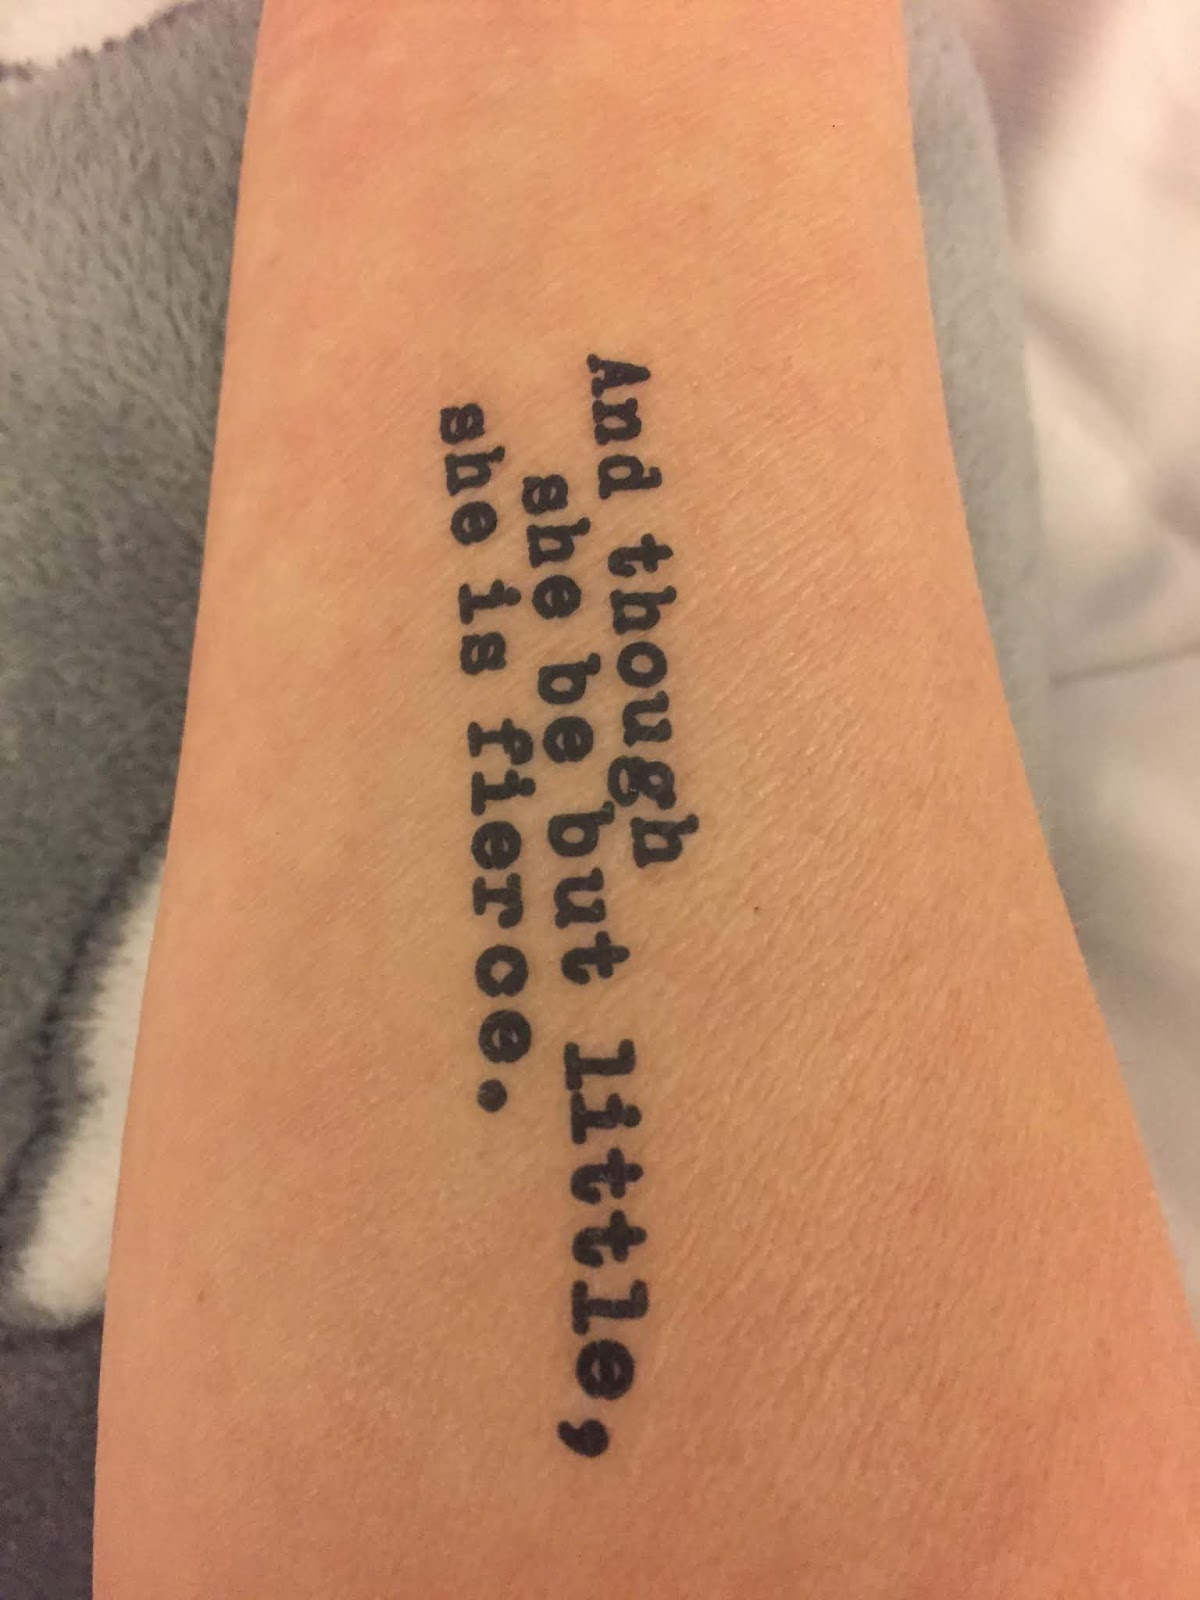 And though
she be but little,
she is fierce.